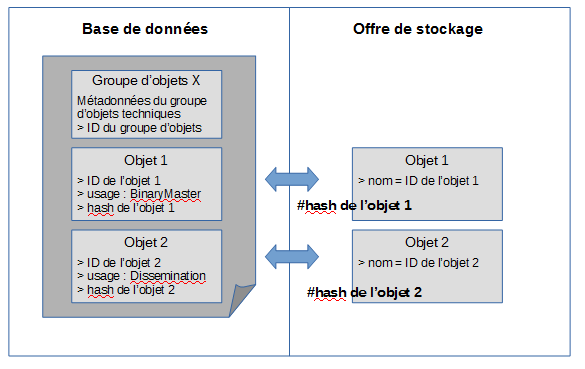 Base de données
Groupe d'objets X
Métadonnées du groupe
d'objets techniques
> ID du groupe d'objets
Objet 1
> ID de l'objet 1
> usage : BinaryMaster
> hash de l'objet 1
Objet 2
> ID de l'objet 2
> usage : Dissemination
> hash de l'objet 2
Offre de stockage
Objet 1
> nom = ID de l'objet 1
#hash de l'objet 1
Objet 2
> nom = ID de l'objet 2
#hash de l'objet 2